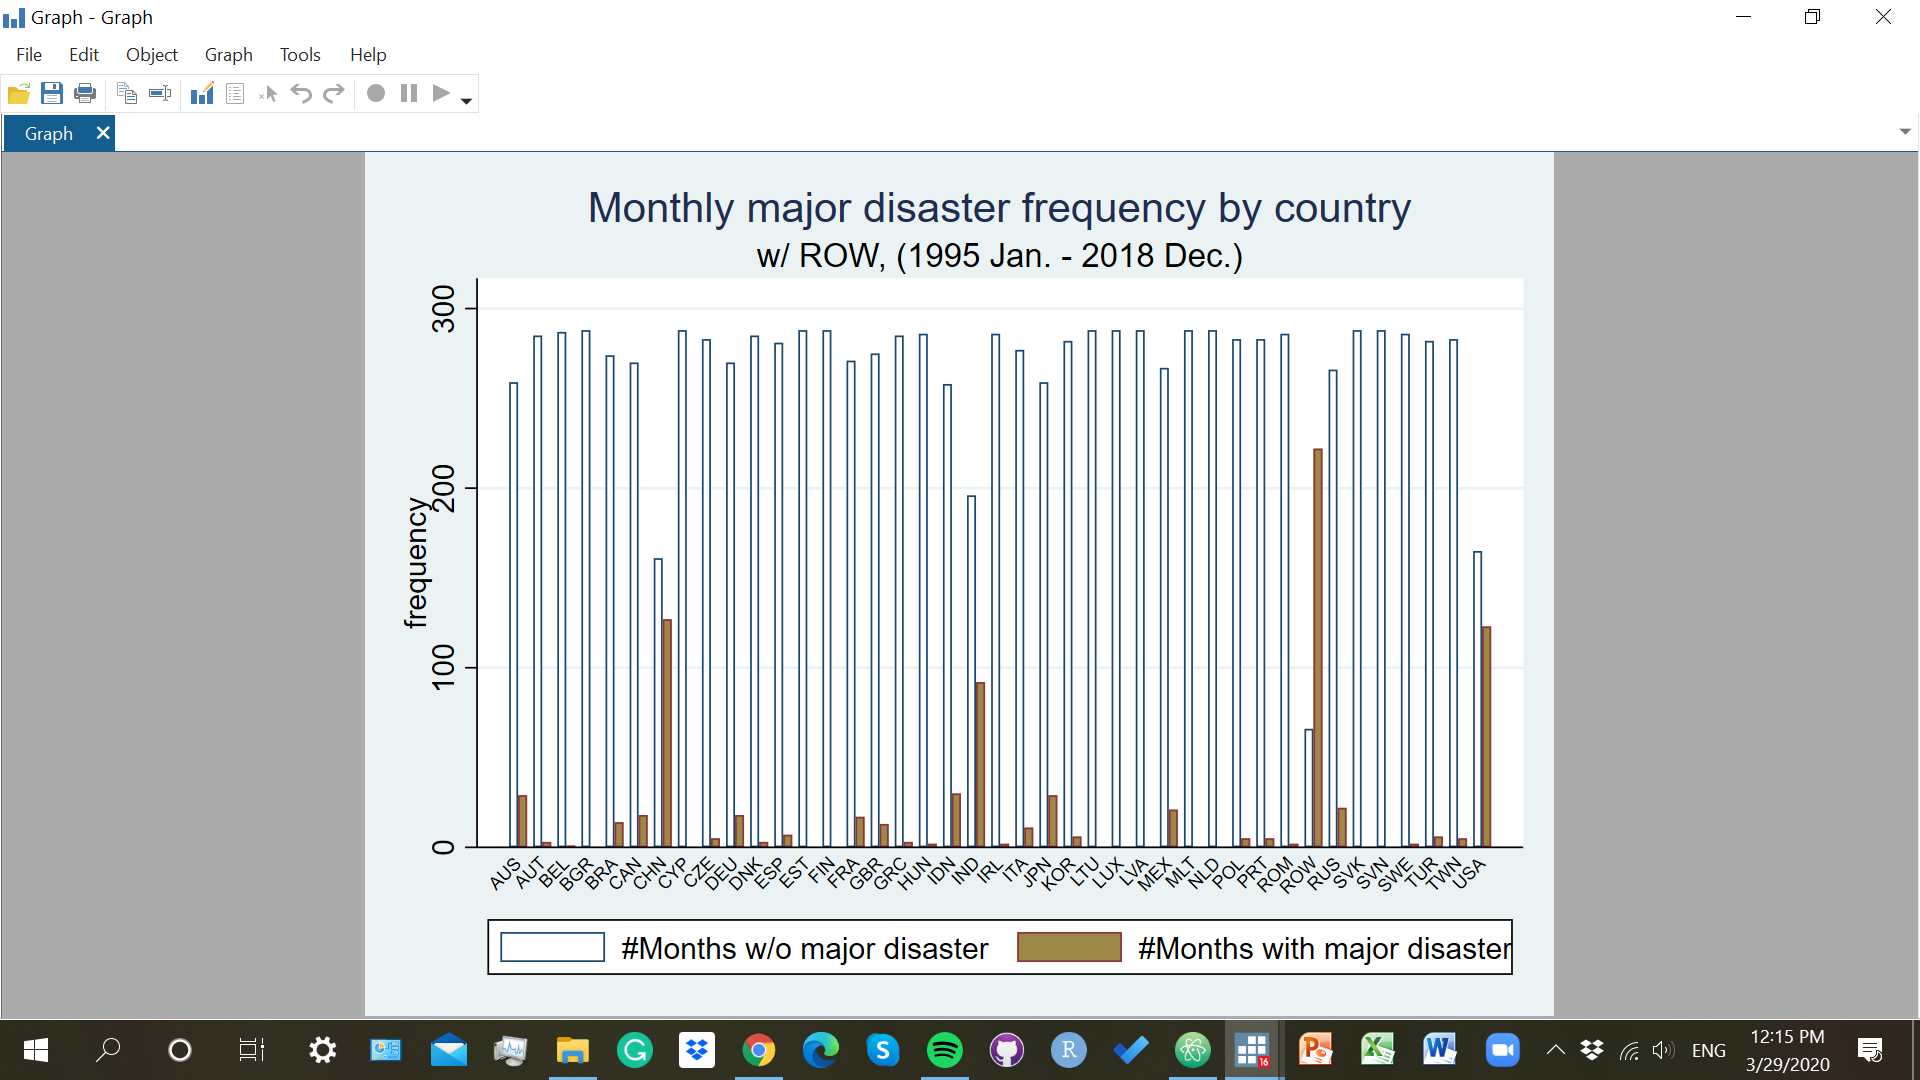 Graph - Graph
File Edit Object Graph Tools Help
Graph
Monthly major disaster frequency by country
w/ ROW, (1995 Jan. - 2018 Dec.)
frequency
300
200
100
0
AUS AUT BEL BGR BRA CAN CHN CYP CZE DEU DNK ESP EST FIN FRA GBR GRC HUN IDN IND IRL ITA JPN KOR LTU LUX LVA MEX MLT NLD POL PRT ROM ROW RUS SVK SVN SWE TUR TWN USA
#Months w/o major disaster #Months with major disaster
ENG
12:15 PM
3/29/2020
16